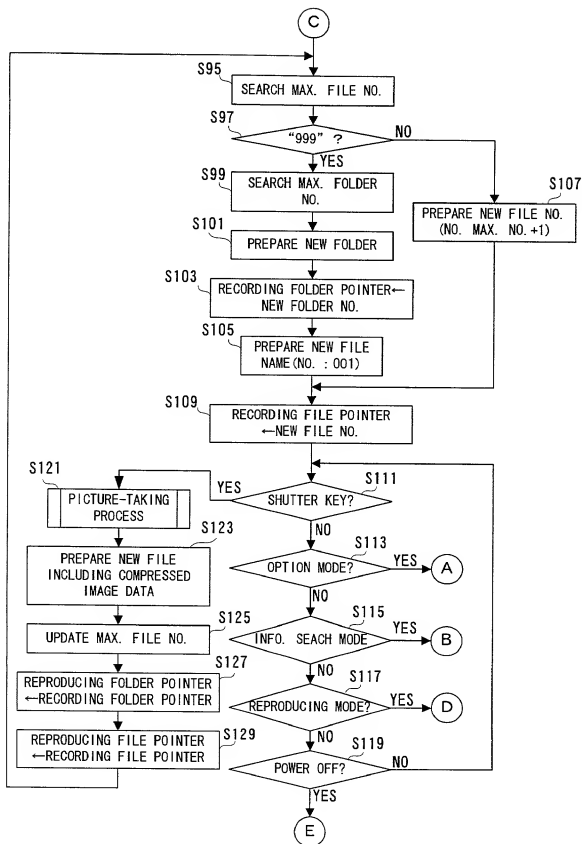 C
S95
SEARCH MAX. FILE NO.
S97
“999” ?
NO
YES
S99
SEARCH MAX. FOLDER
NO.
S107
PREPARE NEW FILE NO.
(NO. MAX. NO.+1)
S101
PREPARE NEW FOLDER
S103
RECORDING FOLDER POINTER←
NEW FOLDER NO.
S105
PREPARE NEW FILE
NAME(NO. : 001)
S109
RECORDING FILE POINTER
←NEW FILE NO.
S111
SHUTTER KEY?
YES
NO
S121
PICTURE-TAKING
PROCESS
S123
PREPARE NEW FILE
INCLUDING COMPRESSED
IMAGE DATA
S113
OPTION MODE?
YES
A
NO
S125
UPDATE MAX. FILE NO.
S115
INFO. SEACH MODE
YES
B
NO
S127
REPRODUCING FOLDER POINTER
←RECORDING FOLDER POINTER
S117
REPRODUCING MODE?
YES
D
NO
S129
REPRODUCING FILE POINTER
←RECORDING FILE POINTER
S119
POWER OFF?
NO
YES
E